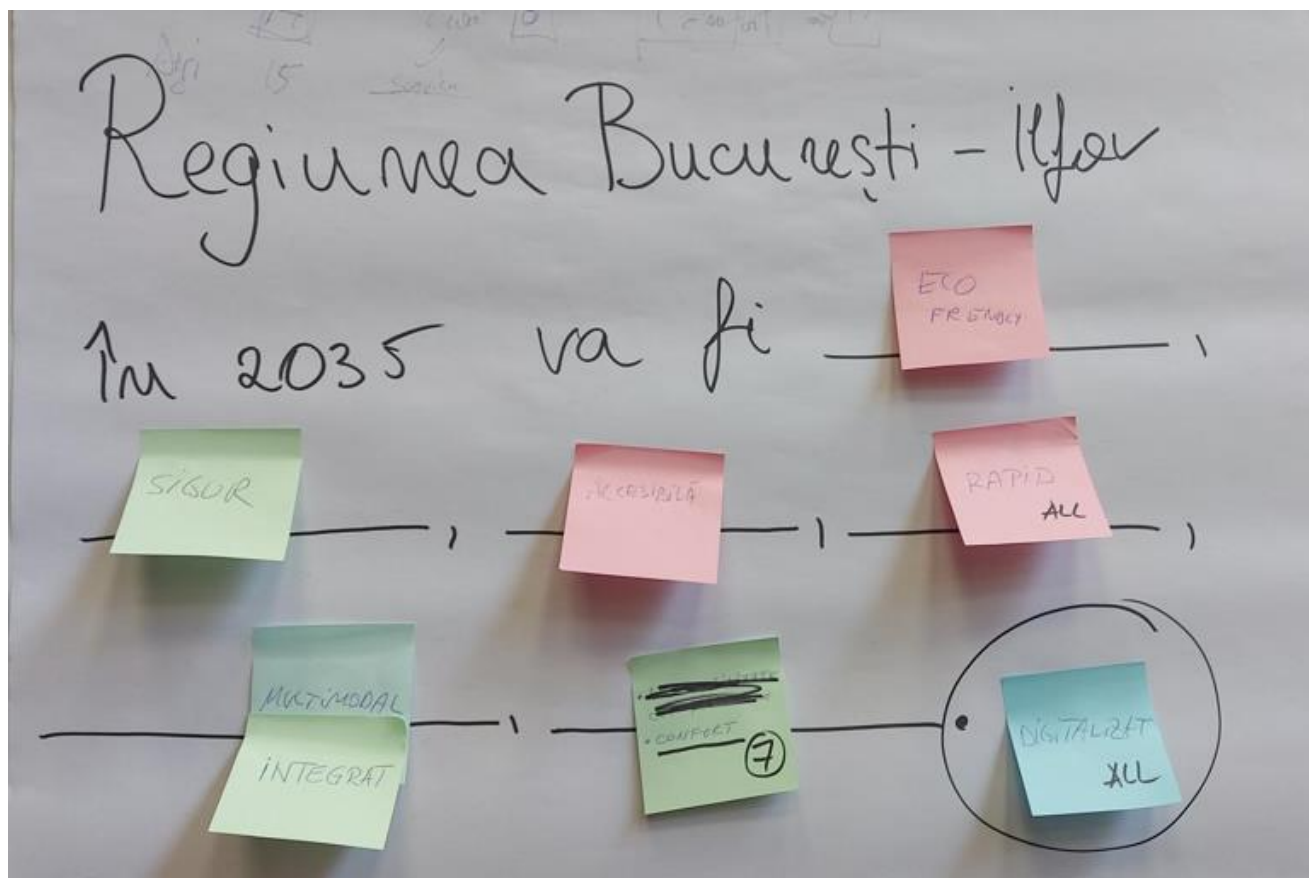 15
Regiunea București - Ilfov
În 2035 va fi
ECO
FRIENDLY
,
SIGUR
,
ACCESIBILĂ
,
RAPID
ALL
,
MULTIMODAL
INTEGRAT
,
• CONFORT
7
.
DIGITALIZAT
ALL